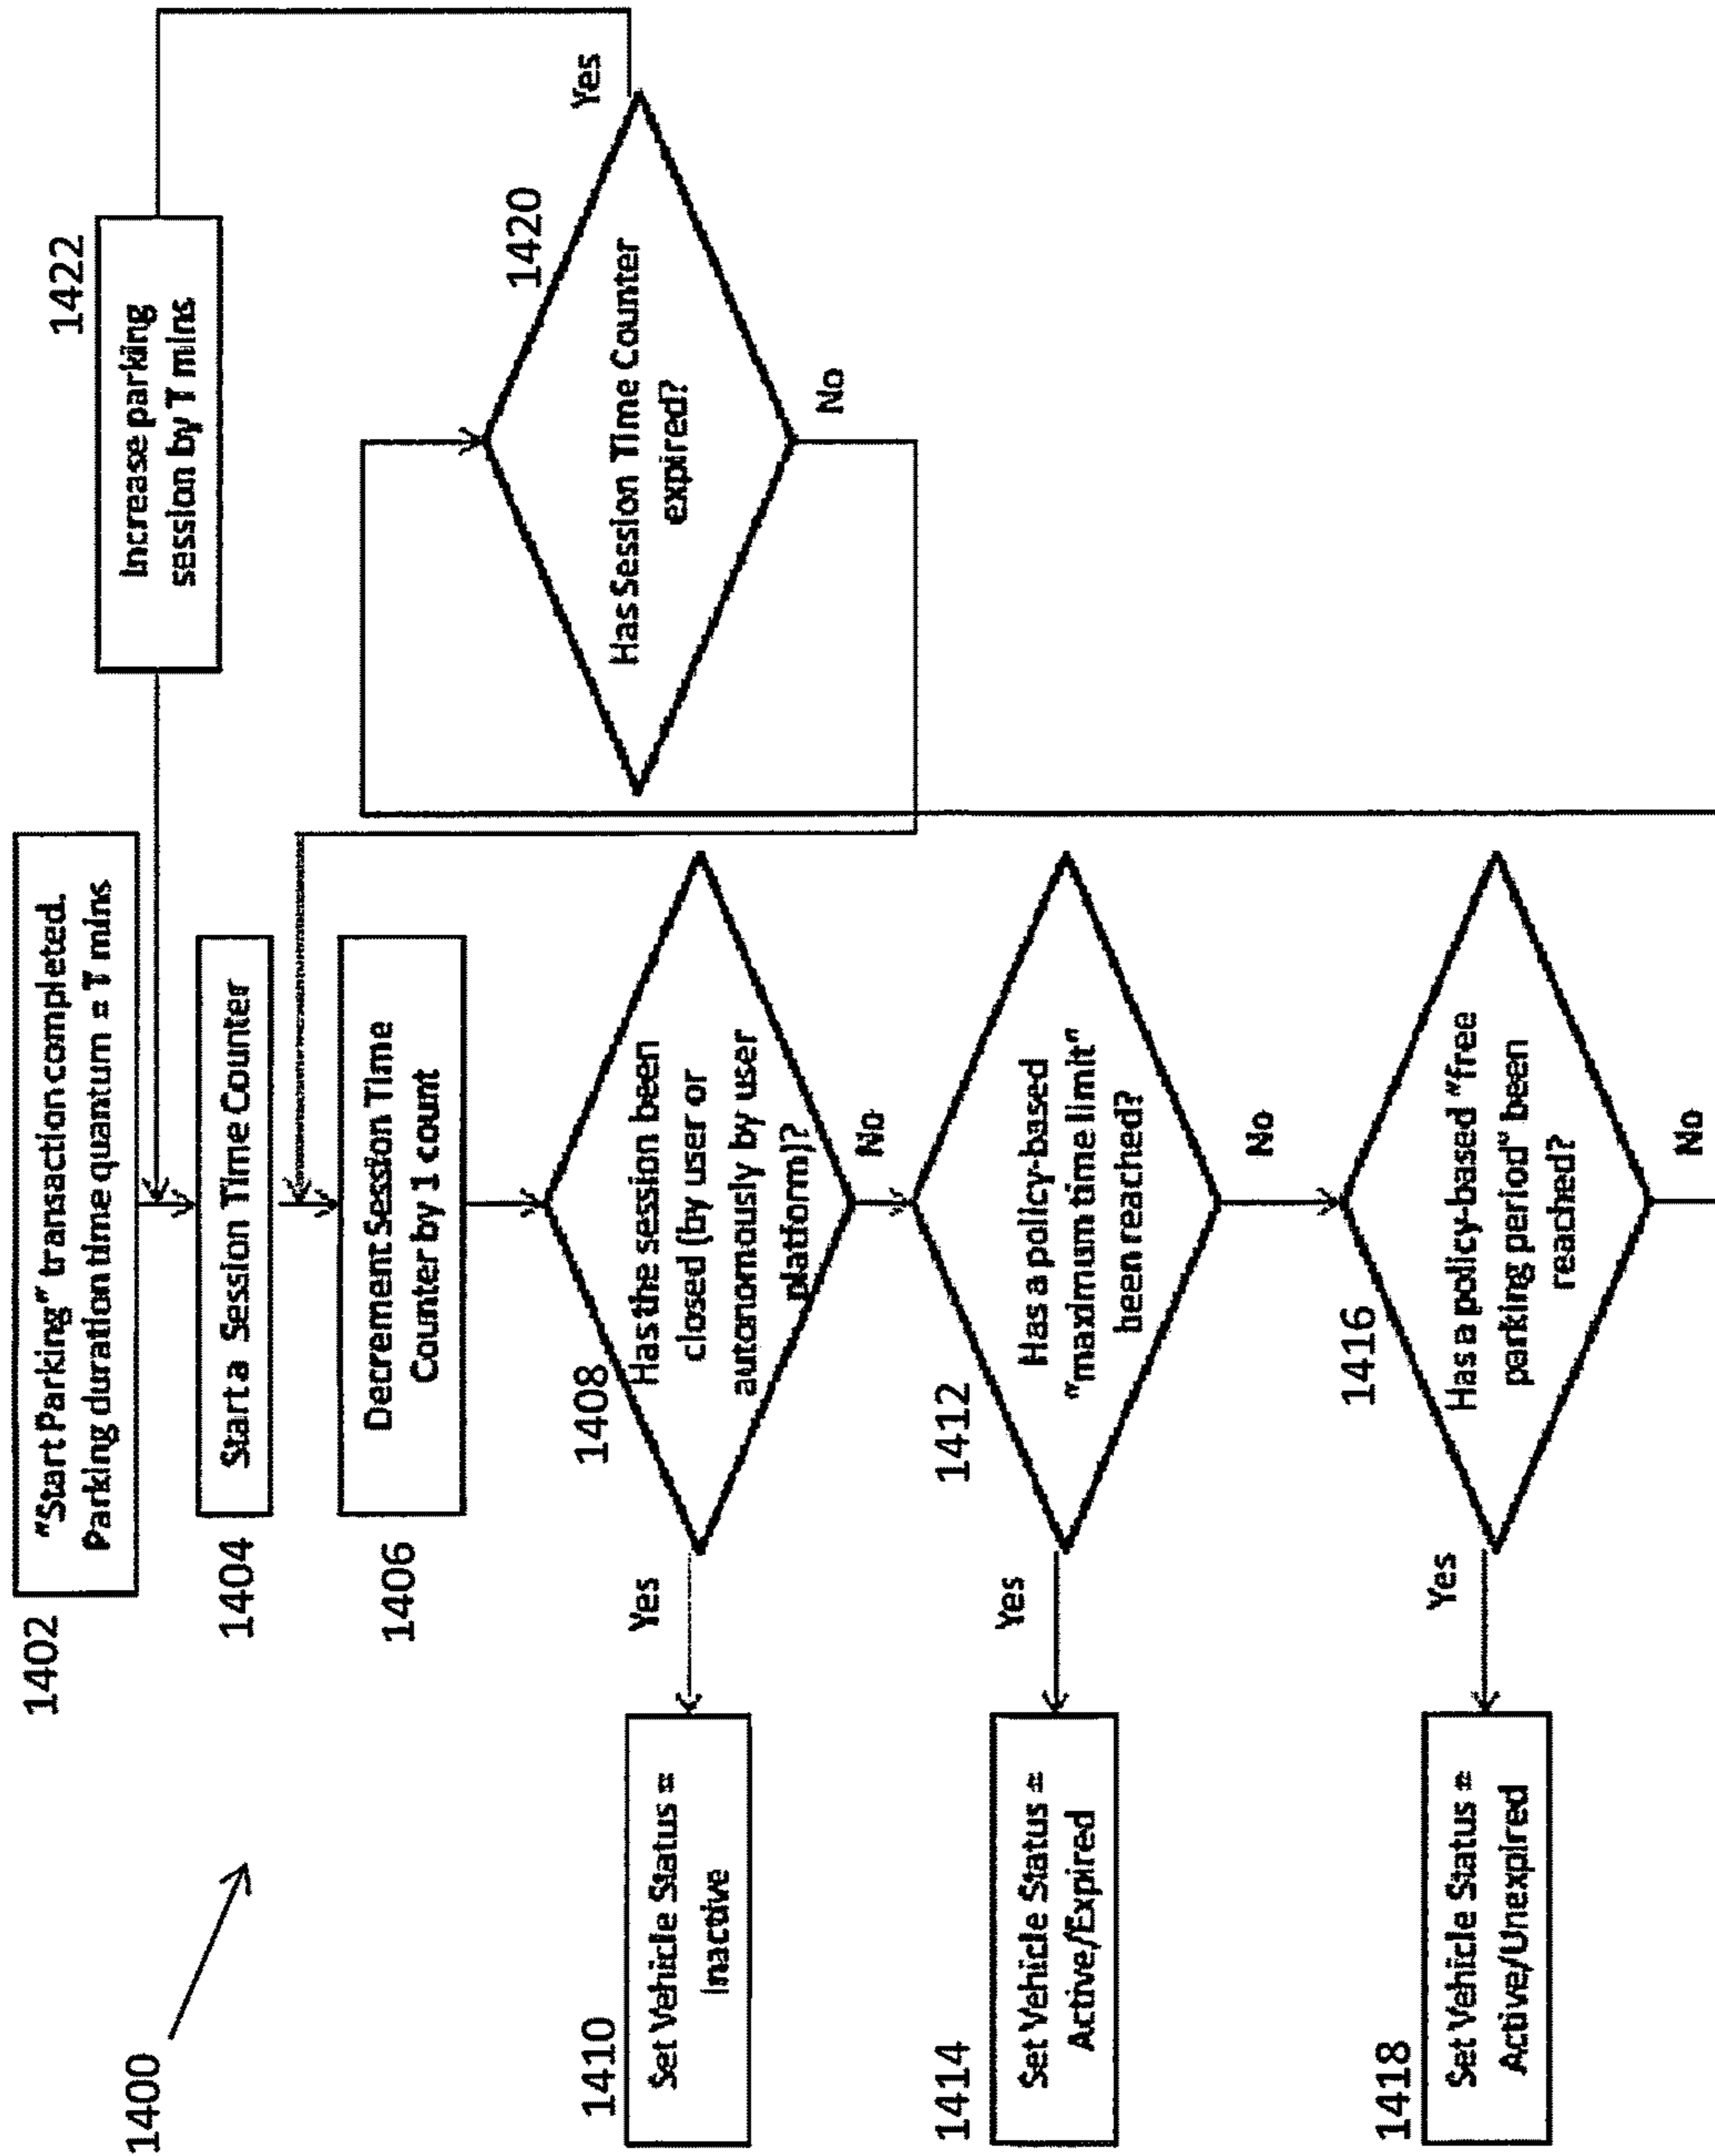 1400
1402
"Start Parking" transaction completed.
Parking duration time quantum = T mins
1404
Start a Session Time Counter
1406
Decrement Session Time
Counter by 1 count
1408
Has the session been
closed (by user or
autonomously by user
platform)?
Yes
No
1410
Set Vehicle Status =
Inactive
1412
Has a policy-based
"maximum time limit"
been reached?
Yes
No
1414
Set Vehicle Status =
Active/Expired
1416
Has a policy-based "free
parking period" been
reached?
Yes
No
1418
Set Vehicle Status =
Active/Unexpired
1420
Has Session Time Counter
expired?
Yes
No
1422
Increase parking
session by T mins